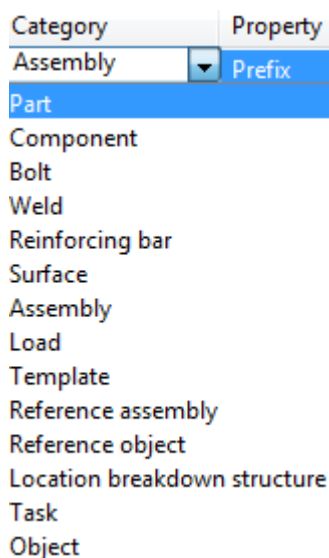 Category Property
Assembly Prefix
Part
Component
Bolt
Weld
Reinforcing bar
Surface
Assembly
Load
Template
Reference assembly
Reference object
Location breakdown structure
Task
Object